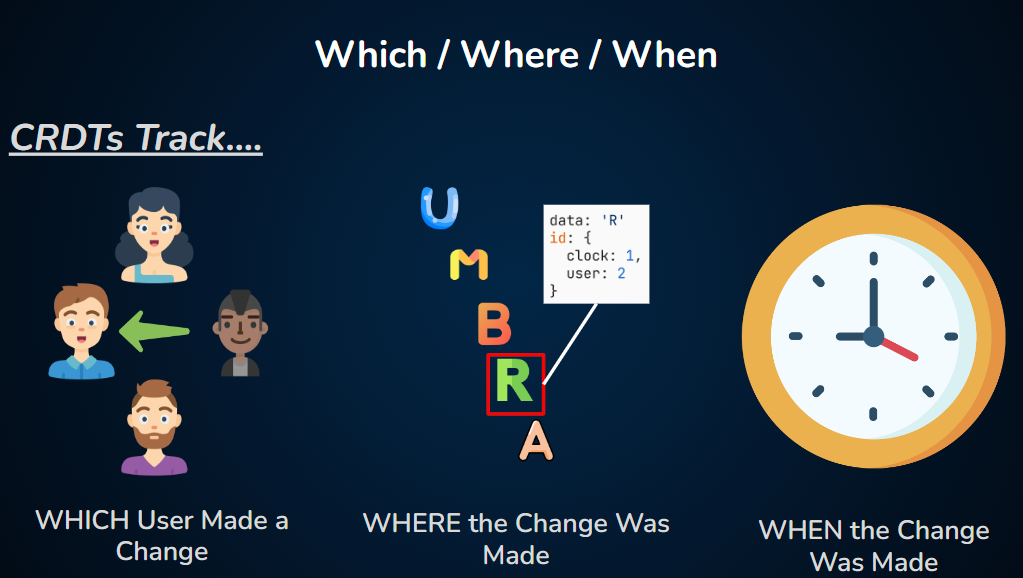 Which / Where / When
CRDTs Track....
U
M
B
R
A
data: 'R'
id: {
clock: 1,
user: 2
}
WHICH User Made a
Change
WHERE the Change Was
Made
WHEN the Change
Was Made